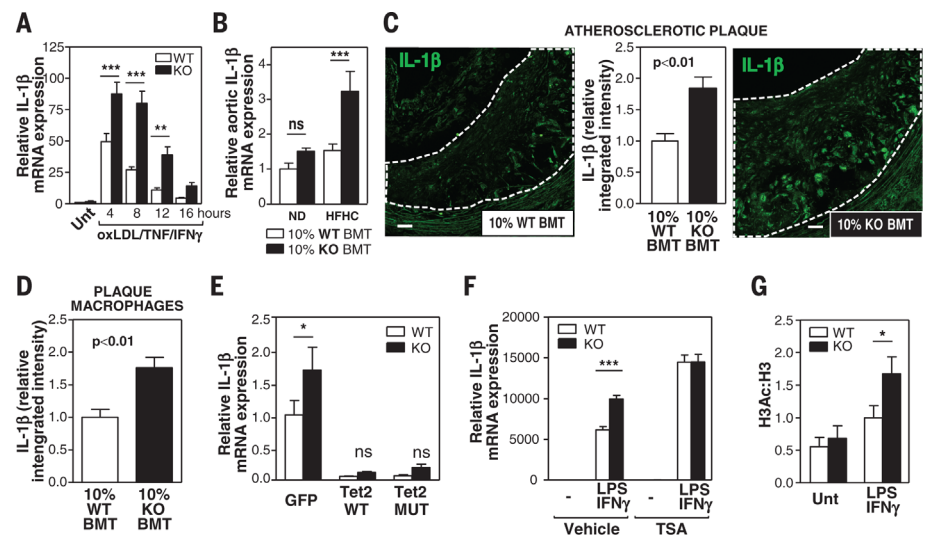 A
Relative IL-1β
mRNA expression
125
100
75
50
25
0
WT
KO
***
***
**
Unt
4 8 12 16 hours
oxLDL/TNF/IFNγ
B
Relative aortic IL-1β
mRNA expression
4
2
1
0
***
ns
ND HFHC
10% WT BMT
10% KO BMT
C
ATHEROSCLEROTIC PLAQUE
IL-1β
10% WT BMT
IL-1β (relative
integrated intensity)
2.5
2.0
1.5
1.0
0.5
0.0
p<0.01
10% 10%
WT KO
BMT BMT
IL-1β
10% KO BMT
D
PLAQUE
MACROPHAGES
IL-1β (relative
intengrated intensity)
2.5
2.0
1.5
1.0
0.5
0.0
p<0.01
10% 10%
WT KO
BMT BMT
E
Relative IL-1β
mRNA expression
2.5
2.0
1.5
1.0
0.5
0.0
WT
KO
*
ns
ns
GFP Tet2 Tet2
WT MUT
F
Relative IL-1β
mRNA expression
20000
15000
10000
5000
0
WT
KO
***
- LPS - LPS
IFNγ IFNγ
Vehicle TSA
G
H3Ac:H3
2.5
2.0
1.5
1.0
0.5
0.0
WT
KO
*
Unt LPS
IFNγ